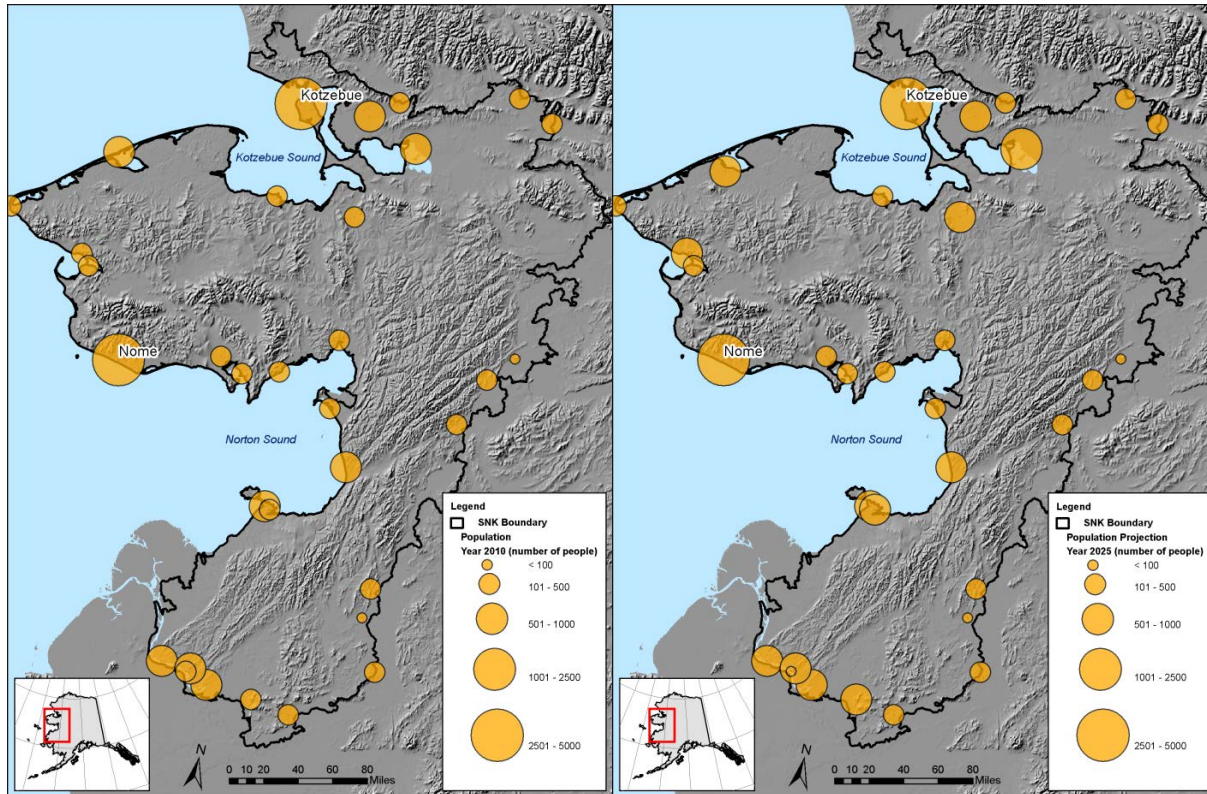 Kotzebue
Kotzebue Sound
Nome
Norton Sound
Legend
SNK Boundary
Population
Year 2010 (number of people)
< 100
101 - 500
501 - 1000
1001 - 2500
2501 - 5000
N
0 10 20 40 60 80
Miles
Kotzebue
Kotzebue Sound
Nome
Norton Sound
Legend
SNK Boundary
Population Projection
Year 2025 (number of people)
< 100
101 - 500
501 - 1000
1001 - 2500
2501 - 5000
N
0 10 20 40 60 80
Miles